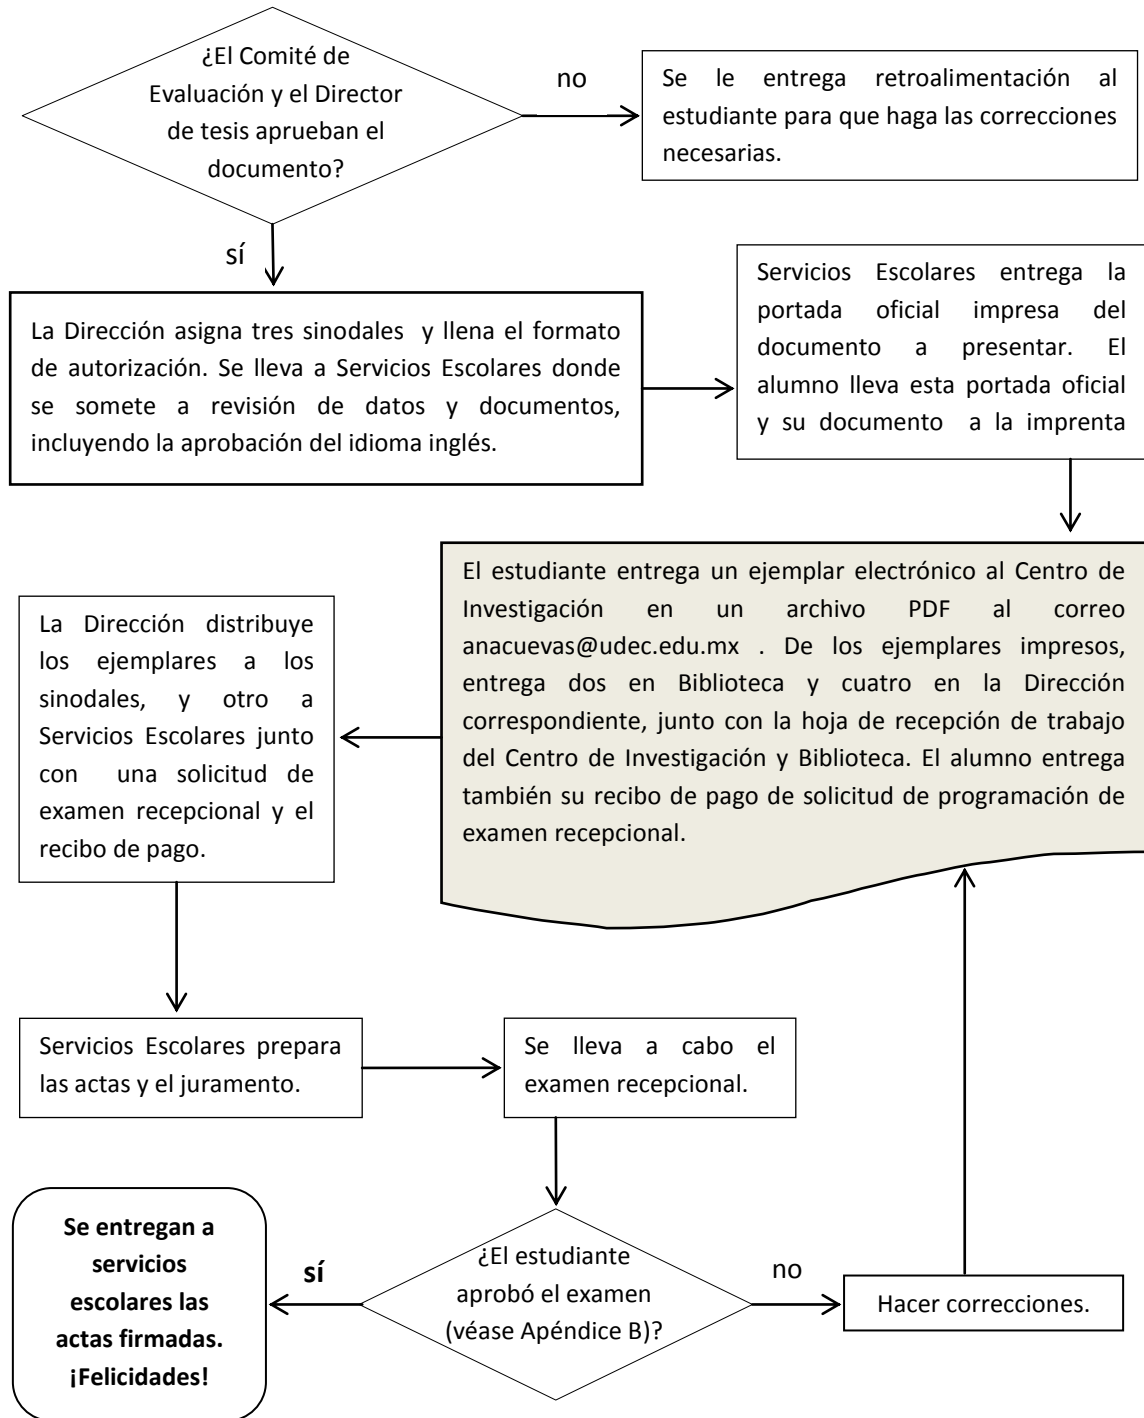 ¿El Comité de
Evaluación y el Director
de tesis aprueban el
documento?
no
Se le entrega retroalimentación al
estudiante para que haga las correcciones
necesarias.
sí
La Dirección asigna tres sinodales y llena el formato
de autorización. Se lleva a Servicios Escolares donde
se somete a revisión de datos y documentos,
incluyendo la aprobación del idioma inglés.
Servicios Escolares entrega la
portada oficial impresa del
documento a presentar. El
alumno lleva esta portada oficial
y su documento a la imprenta
El estudiante entrega un ejemplar electrónico al Centro de
Investigación en un archivo PDF al correo
anacuevas@udec.edu.mx . De los ejemplares impresos,
entrega dos en Biblioteca y cuatro en la Dirección
correspondiente, junto con la hoja de recepción de trabajo
del Centro de Investigación y Biblioteca. El alumno entrega
también su recibo de pago de solicitud de programación de
examen recepcional.
La Dirección distribuye
los ejemplares a los
sinodales, y otro a
Servicios Escolares junto
con una solicitud de
examen recepcional y el
recibo de pago.
Servicios Escolares prepara
las actas y el juramento.
Se lleva a cabo el
examen recepcional.
¿El estudiante
aprobó el examen
(véase Apéndice B)?
sí
no
Se entregan a
servicios
escolares las
actas firmadas.
¡Felicidades!
Hacer correcciones.